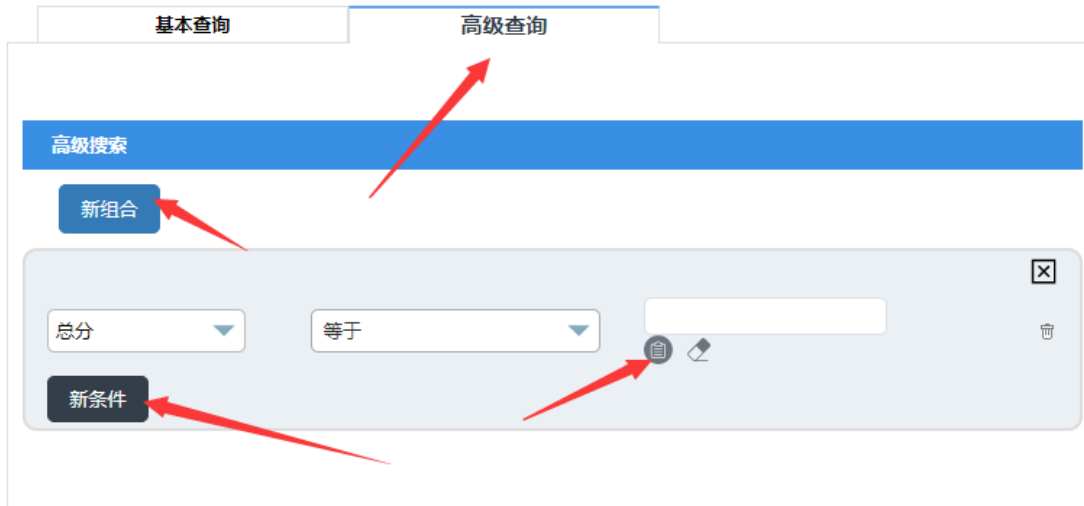 基本查询 高级查询
高级搜索
新组合
总分 等于
新条件